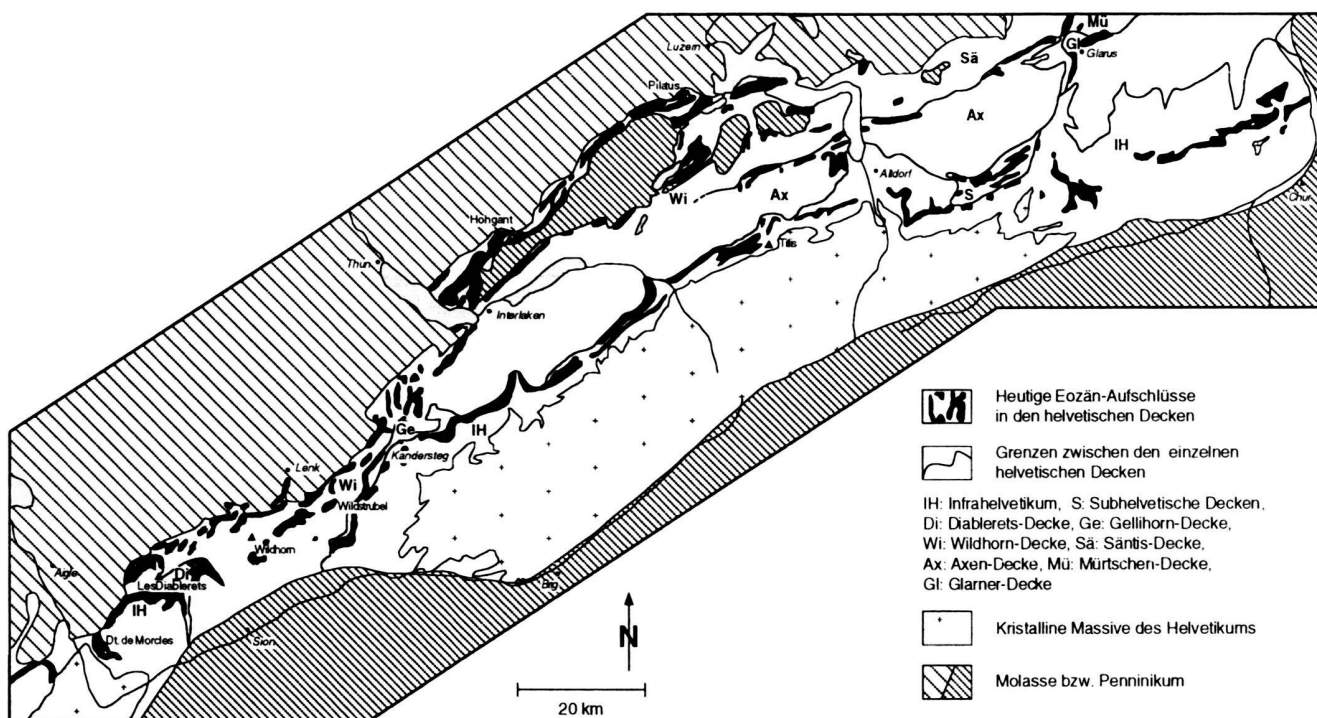 Mü
Luzern
Gl
Glarus
Sä
Pilatus
Ax
IH
Altdorf
Wi
Ax
S
Chur
Hohgant
Titlis
Thun
Interlaken
Ge
IH
Kandersteg
Lenk
Wi
Wildstrubel
Wildhorn
Aigle
Di
Les Diablerets
Brig
IH
Dt. de Morcles
Sion
N
20 km
Heutige Eozän-Aufschlüsse
in den helvetischen Decken
Grenzen zwischen den einzelnen
helvetischen Decken
IH: Infrahelvetikum, S: Subhelvetische Decken,
Di: Diablerets-Decke, Ge: Gellihorn-Decke,
Wi: Wildhorn-Decke, Sä: Säntis-Decke,
Ax: Axen-Decke, Mü: Mürtschen-Decke,
Gl: Glarner-Decke
Kristalline Massive des Helvetikums
Molasse bzw. Penninikum